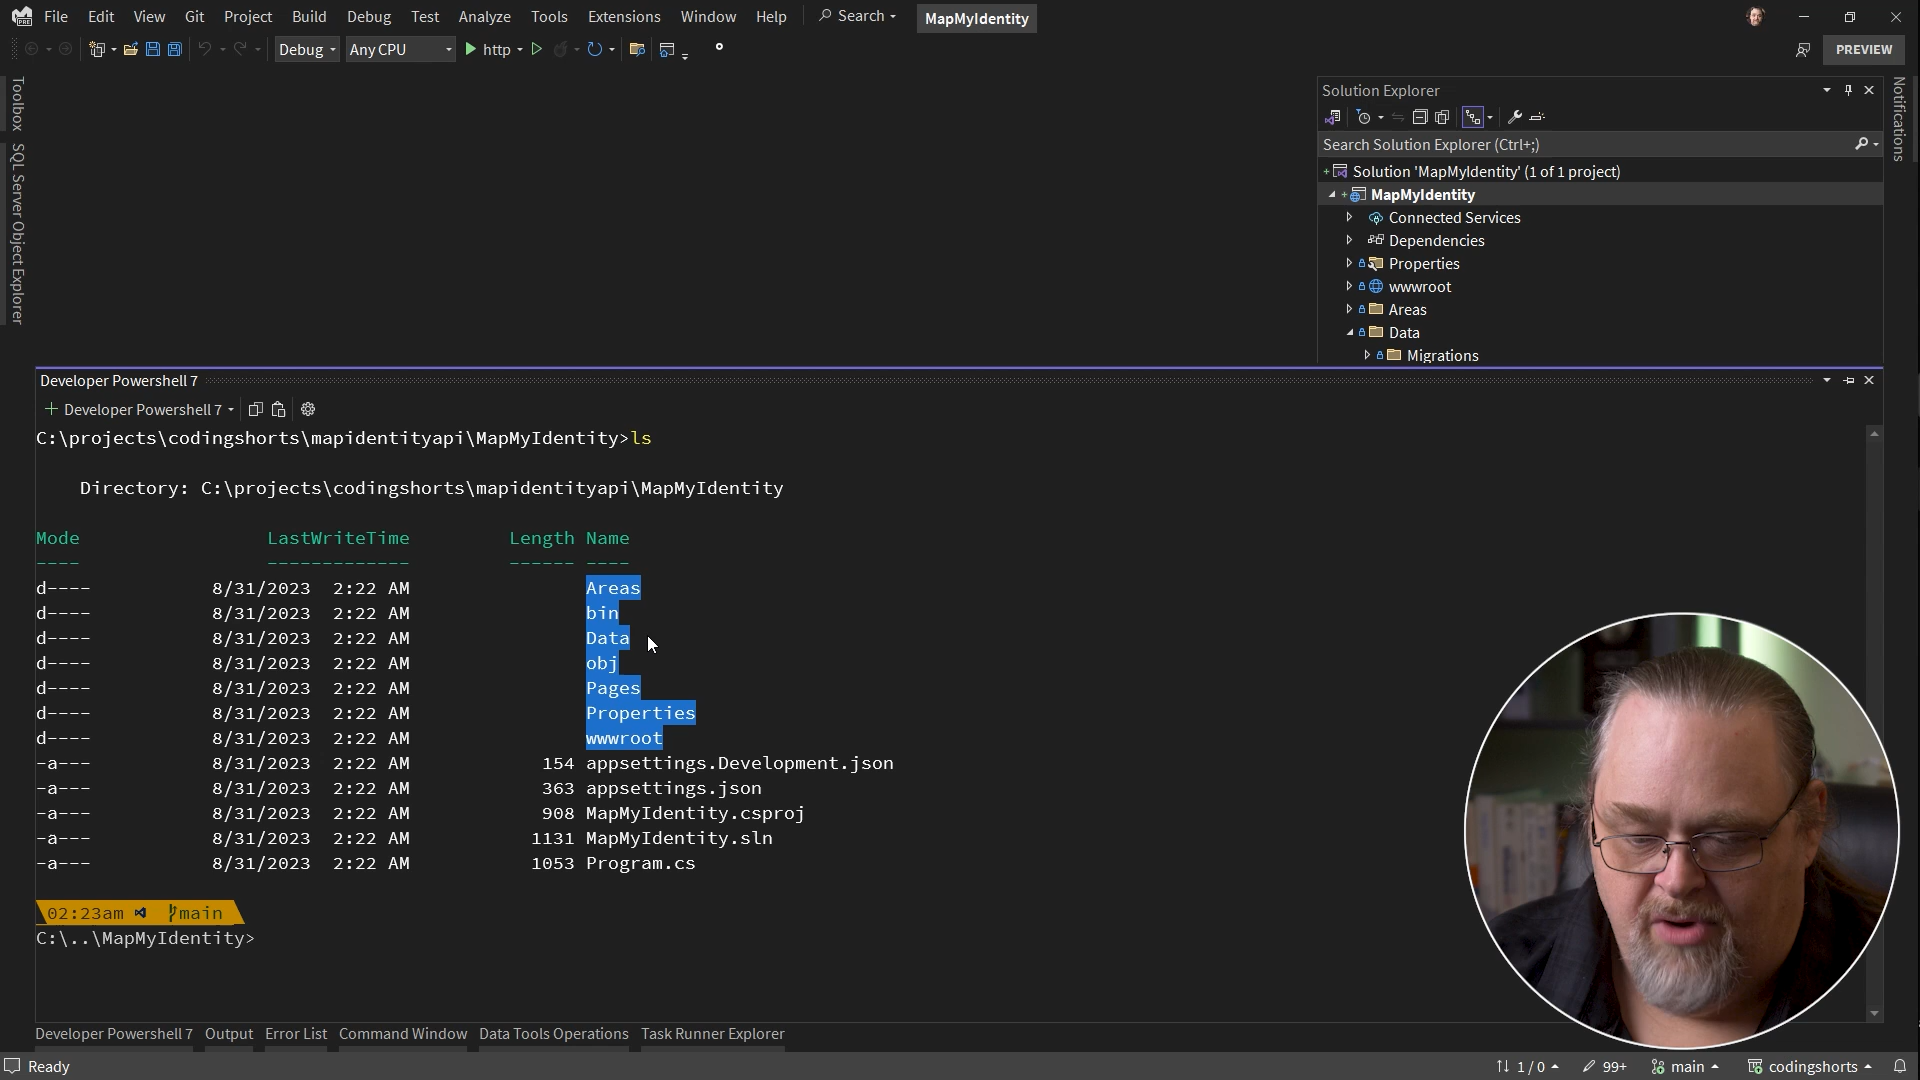 File Edit View Git Project Build Debug Test Analyze Tools Extensions Window Help Search MapMyIdentity
Debug Any CPU http PREVIEW
Toolbox
SQL Server Object Explorer
Solution Explorer
Search Solution Explorer (Ctrl+;)
Solution 'MapMyIdentity' (1 of 1 project)
MapMyIdentity
Connected Services
Dependencies
Properties
wwwroot
Areas
Data
Migrations
Notifications
Developer Powershell 7
Developer Powershell 7
C:\projects\codingshorts\mapidentityapi\MapMyIdentity>ls
Directory: C:\projects\codingshorts\mapidentityapi\MapMyIdentity
Mode LastWriteTime Length Name
---- ------------- ------ ----
d---- 8/31/2023 2:22 AM Areas
d---- 8/31/2023 2:22 AM bin
d---- 8/31/2023 2:22 AM Data
d---- 8/31/2023 2:22 AM obj
d---- 8/31/2023 2:22 AM Pages
d---- 8/31/2023 2:22 AM Properties
d---- 8/31/2023 2:22 AM wwwroot
-a--- 8/31/2023 2:22 AM 154 appsettings.Development.json
-a--- 8/31/2023 2:22 AM 363 appsettings.json
-a--- 8/31/2023 2:22 AM 908 MapMyIdentity.csproj
-a--- 8/31/2023 2:22 AM 1131 MapMyIdentity.sln
-a--- 8/31/2023 2:22 AM 1053 Program.cs
02:23am main
C:\..\MapMyIdentity>
Developer Powershell 7 Output Error List Command Window Data Tools Operations Task Runner Explorer
Ready 1 / 0 99+ main codingshorts